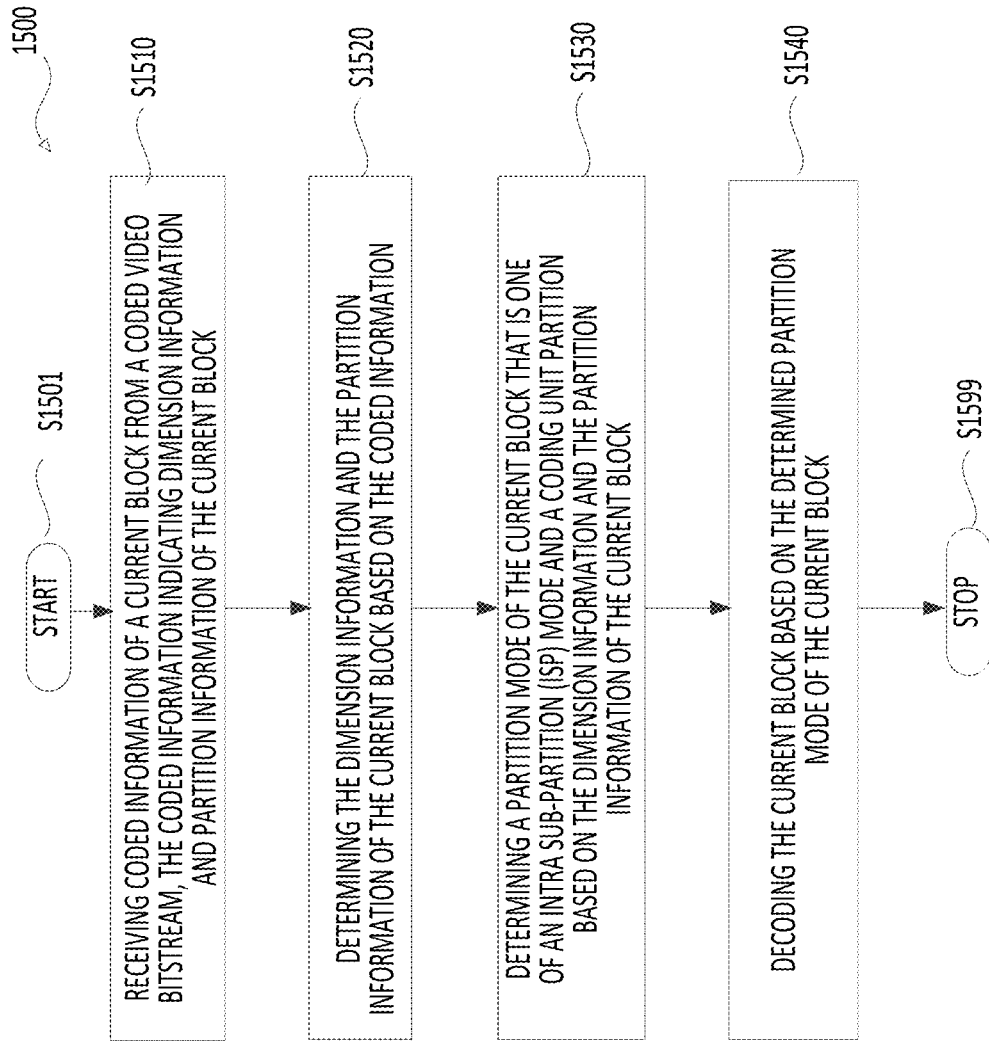 1500
START
S1501
RECEIVING CODED INFORMATION OF A CURRENT BLOCK FROM A CODED VIDEO
BITSTREAM, THE CODED INFORMATION INDICATING DIMENSION INFORMATION
AND PARTITION INFORMATION OF THE CURRENT BLOCK
S1510
DETERMINING THE DIMENSION INFORMATION AND THE PARTITION
INFORMATION OF THE CURRENT BLOCK BASED ON THE CODED INFORMATION
S1520
DETERMINING A PARTITION MODE OF THE CURRENT BLOCK THAT IS ONE
OF AN INTRA SUB-PARTITION (ISP) MODE AND A CODING UNIT PARTITION
BASED ON THE DIMENSION INFORMATION AND THE PARTITION
INFORMATION OF THE CURRENT BLOCK
S1530
DECODING THE CURRENT BLOCK BASED ON THE DETERMINED PARTITION
MODE OF THE CURRENT BLOCK
S1540
STOP
S1599